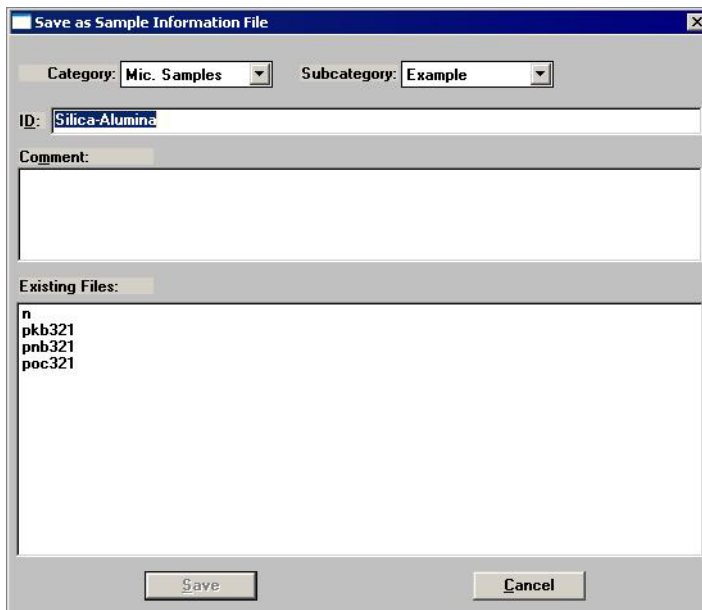 Save as Sample Information File
Category: Mic. Samples Subcategory: Example
ID: Silica-Alumina
Comment:
Existing Files:
n
pkb321
pnb321
poc321
Save Cancel